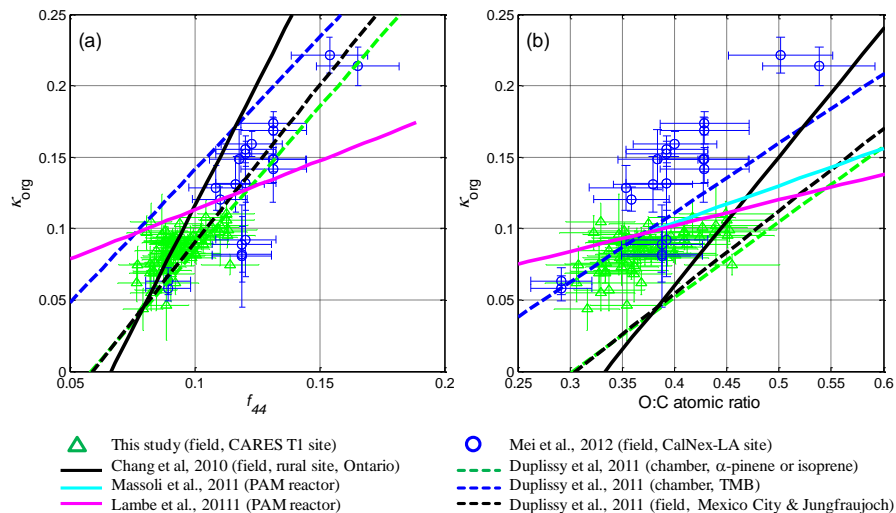 (a)
0.25
0.2
0.15
0.1
0.05
0
κorg
0.05
0.1
0.15
0.2
f44
(b)
0.25
0.2
0.15
0.1
0.05
0
κorg
0.25
0.3
0.35
0.4
0.45
0.5
0.55
0.6
O:C atomic ratio
This study (field, CARES T1 site)
Chang et al, 2010 (field, rural site, Ontario)
Massoli et al., 2011 (PAM reactor)
Lambe et al., 20111 (PAM reactor)
Mei et al., 2012 (field, CalNex-LA site)
Duplissy et al, 2011 (chamber, α-pinene or isoprene)
Duplissy et al., 2011 (chamber, TMB)
Duplissy et al., 2011 (field, Mexico City & Jungfraujoch)